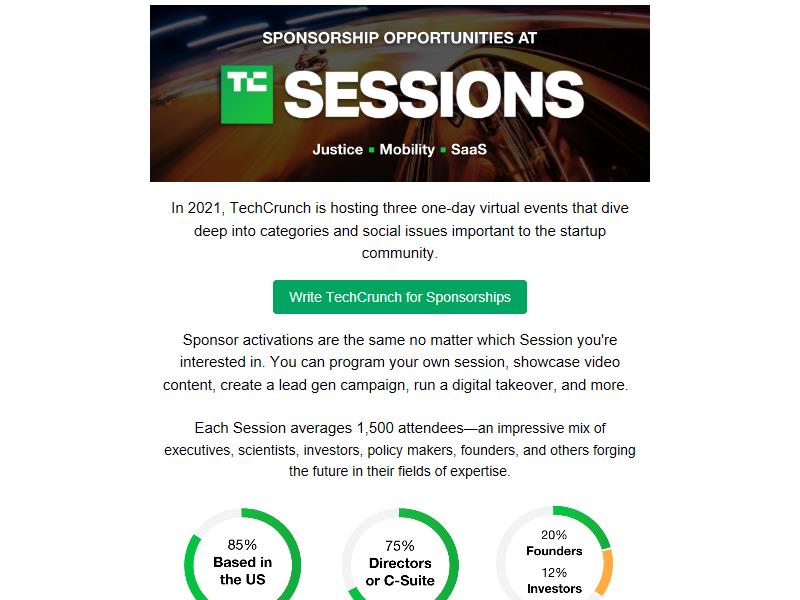 SPONSORSHIP OPPORTUNITIES AT
TC SESSIONS
Justice ▪ Mobility ▪ SaaS
In 2021, TechCrunch is hosting three one-day virtual events that dive
deep into categories and social issues important to the startup
community.
Write TechCrunch for Sponsorships
Sponsor activations are the same no matter which Session you're
interested in. You can program your own session, showcase video
content, create a lead gen campaign, run a digital takeover, and more.
Each Session averages 1,500 attendees—an impressive mix of
executives, scientists, investors, policy makers, founders, and others forging
the future in their fields of expertise.
85%
Based in
the US
75%
Directors
or C-Suite
20%
Founders
12%
Investors